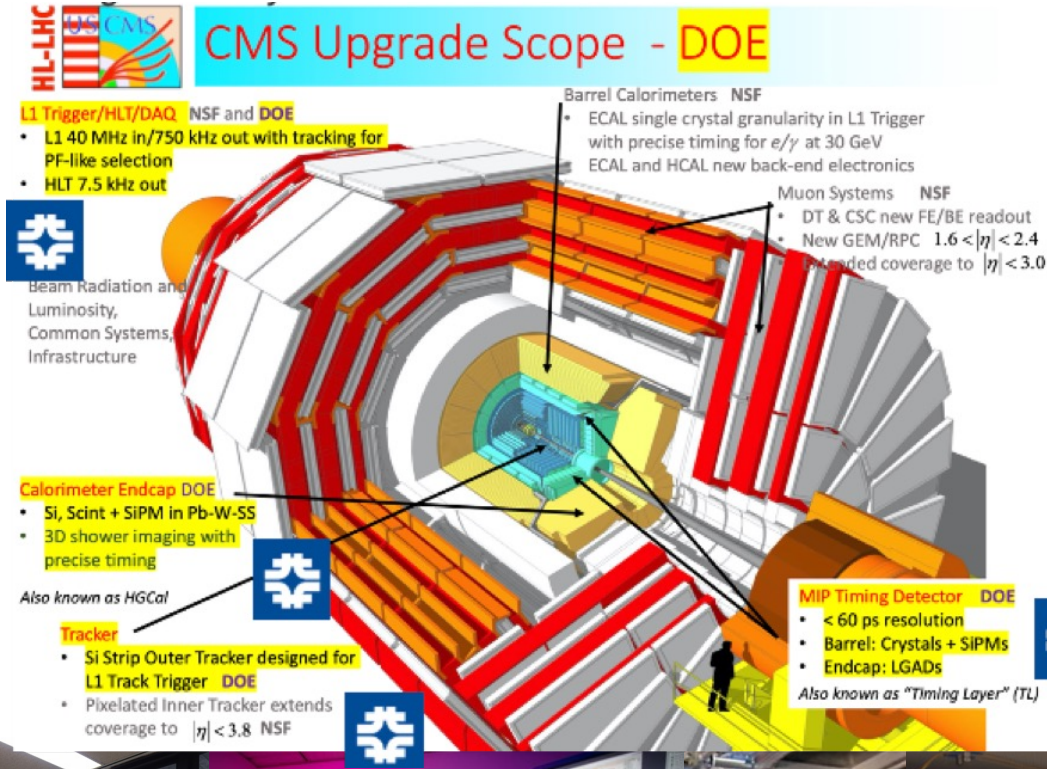 HL-LHC
US CMS
CMS Upgrade Scope - DOE
L1 Trigger/HLT/DAQ NSF and DOE
• L1 40 MHz in/750 kHz out with tracking for
PF-like selection
• HLT 7.5 kHz out
Barrel Calorimeters NSF
• ECAL single crystal granularity in L1 Trigger
with precise timing for e/γ at 30 GeV
ECAL and HCAL new back-end electronics
Muon Systems NSF
• DT & CSC new FE/BE readout
• New GEM/RPC 1.6 < |η| < 2.4
coverage to |η| < 3.0
Beam Radiation and
Luminosity,
Common Systems,
Infrastructure
Calorimeter Endcap DOE
• Si, Scint + SiPM in Pb-W-SS
• 3D shower imaging with
precise timing
Also known as HGCal
Tracker
• Si Strip Outer Tracker designed for
L1 Track Trigger DOE
• Pixelated Inner Tracker extends
coverage to |η| < 3.8 NSF
MIP Timing Detector DOE
• < 60 ps resolution
• Barrel: Crystals + SiPMs
• Endcap: LGADs
Also known as "Timing Layer" (TL)